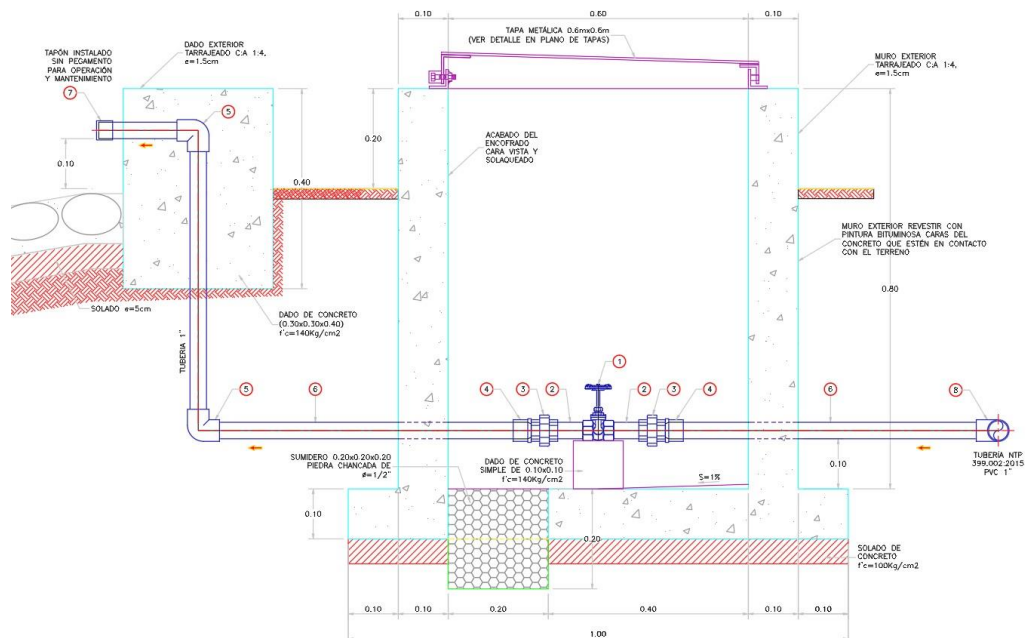 0.10
0.60
0.10
TAPÓN INSTALADO
SIN PEGAMENTO
PARA OPERACIÓN
Y MANTENIMIENTO
7
DADO EXTERIOR
TARRAJEADO C:A 1:4,
e=1.5cm
5
TAPA METÁLICA 0.6mx0.6m
(VER DETALLE EN PLANO DE TAPAS)
MURO EXTERIOR
TARRAJEADO C:A 1:4,
e=1.5cm
0.10
0.40
0.20
ACABADO DEL
ENCOFRADO
CARA VISTA Y
SOLAQUEADO
MURO EXTERIOR REVESTIR CON
PINTURA BITUMINOSA CARAS DEL
CONCRETO QUE ESTÉN EN CONTACTO
CON EL TERRENO
0.80
SOLADO e=5cm
DADO DE CONCRETO
(0.30x0.30x0.40)
f'c=140Kg/cm2
TUBERIA 1"
5
6
4
3
2
1
2
3
4
6
8
SUMIDERO 0.20x0.20x0.20
PIEDRA CHANCADA DE
ø=1/2"
DADO DE CONCRETO
SIMPLE DE 0.10x0.10
f'c=140Kg/cm2
S=1%
0.10
TUBERÍA NTP
399.002:2015
PVC 1"
0.10
0.20
SOLADO DE
CONCRETO
f'c=100Kg/cm2
0.10
0.10
0.20
0.40
0.10
0.10
1.00